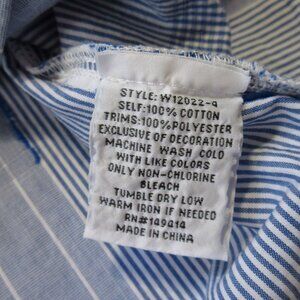 STYLE: W12022-4
SELF:100% COTTON
TRIMS:100%POLYESTER
EXCLUSIVE OF DECORATION
MACHINE WASH COLD
WITH LIKE COLORS
ONLY NON-CHLORINE
BLEACH
TUMBLE DRY LOW
WARM IRON IF NEEDED
RN#149414
MADE IN CHINA